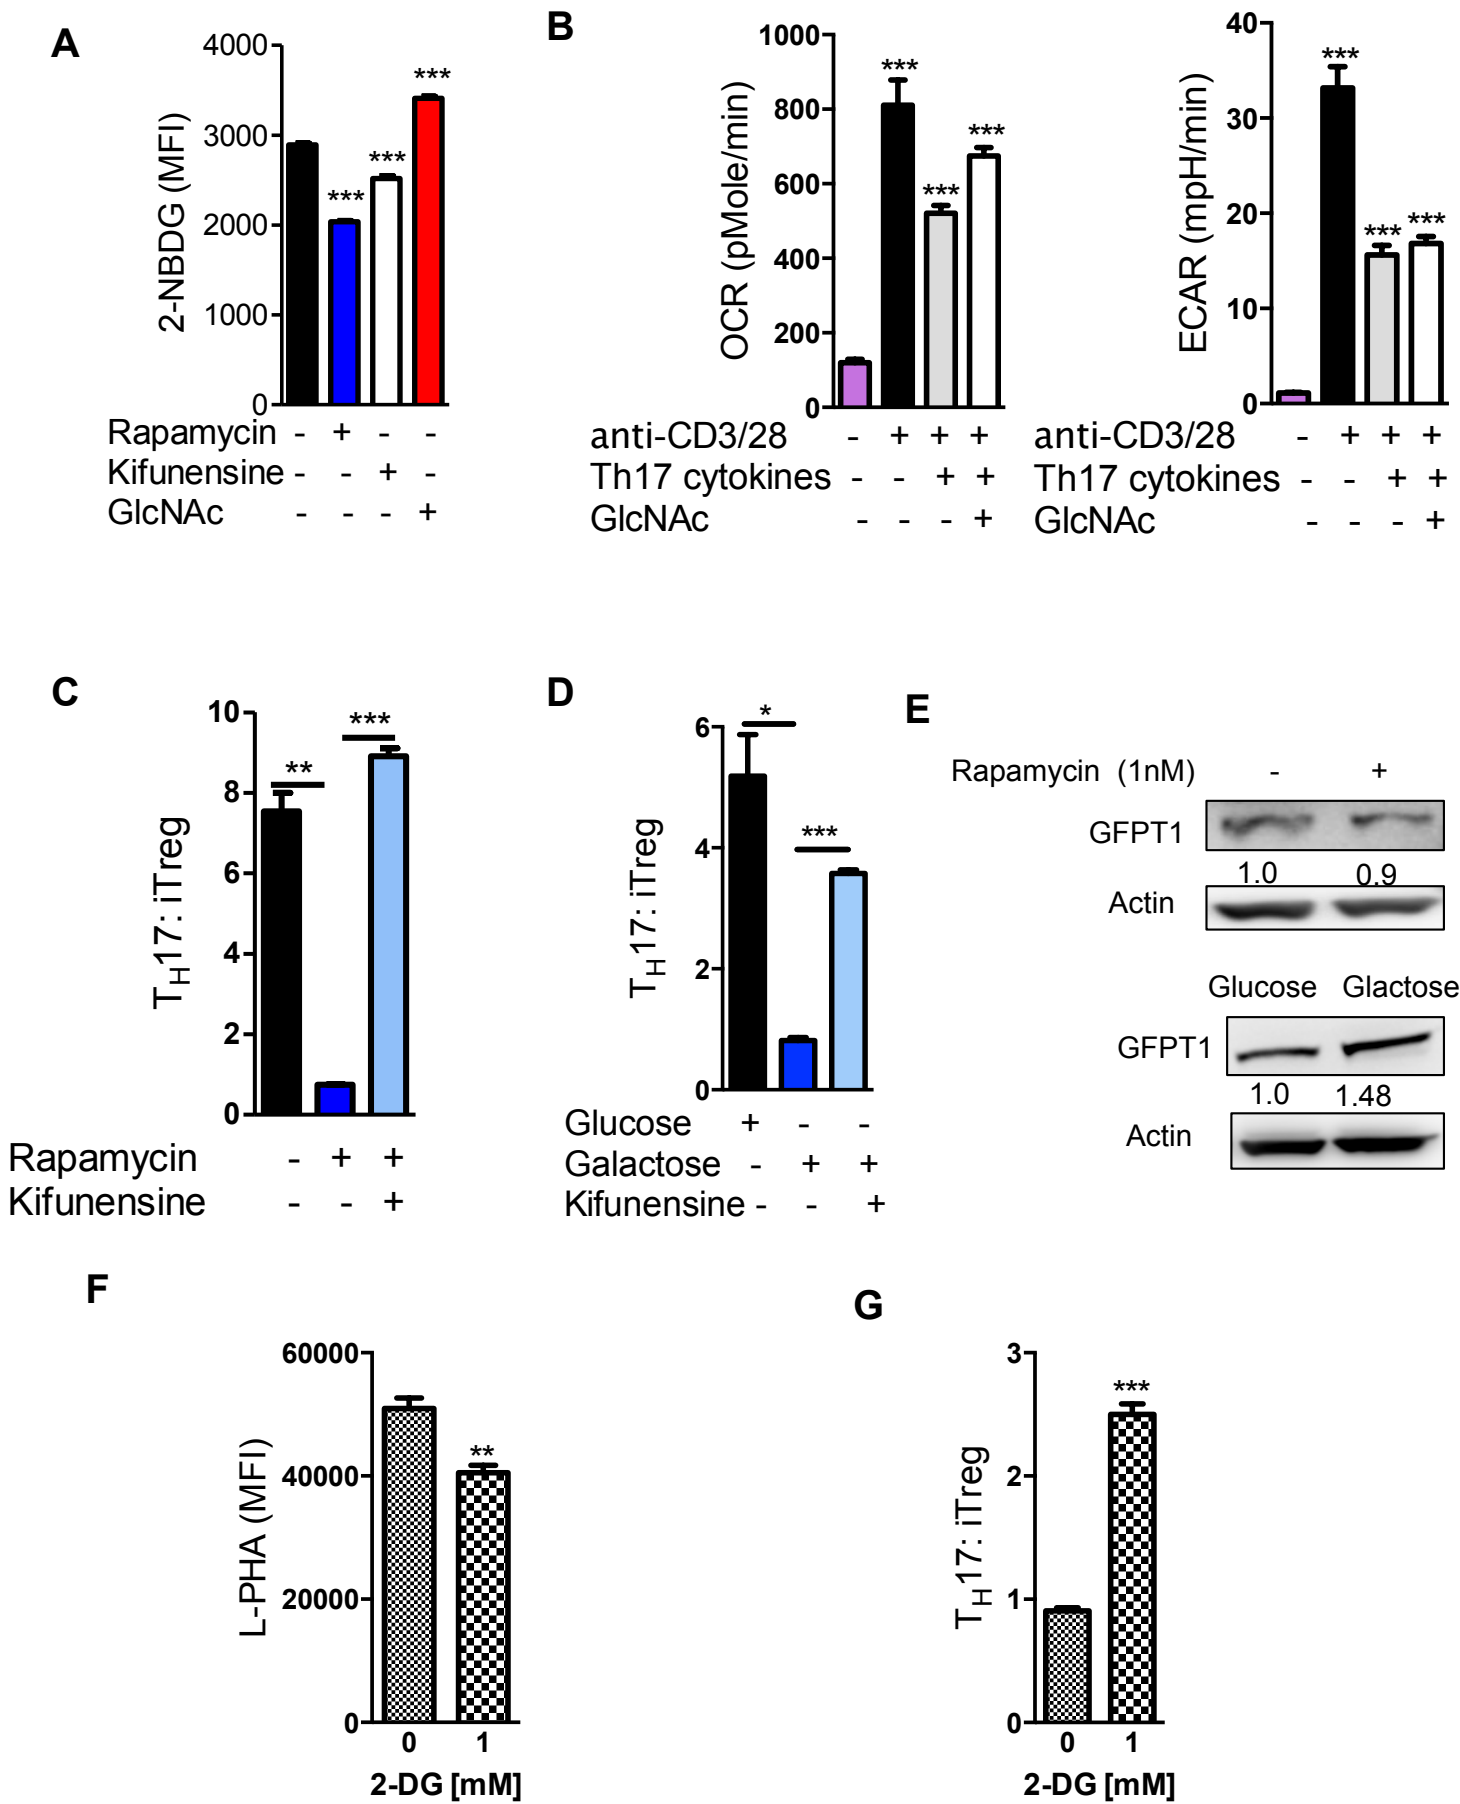 A
4000
3000
2000
1000
0
2-NBDG (MFI)
***
***
***
Rapamycin - + - -
Kifunensine - - + -
GlcNAc - - - +
B
1000
800
600
400
200
0
OCR (pMole/min)
***
***
***
anti-CD3/28 - + + +
Th17 cytokines - - + +
GlcNAc - - - +
40
30
20
10
0
ECAR (mpH/min)
***
***
***
anti-CD3/28 - + + +
Th17 cytokines - - + +
GlcNAc - - - +
C
10
8
6
4
2
0
TH17: iTreg
**
***
Rapamycin - + +
Kifunensine - - +
D
6
4
2
0
TH17: iTreg
*
***
Glucose + - -
Galactose - + +
Kifunensine - - +
E
Rapamycin (1nM) - +
GFPT1
1.0 0.9
Actin
Glucose Glactose
GFPT1
1.0 1.48
Actin
F
60000
40000
20000
0
L-PHA (MFI)
**
0 1
2-DG [mM]
G
3
2
1
0
TH17: iTreg
***
0 1
2-DG [mM]